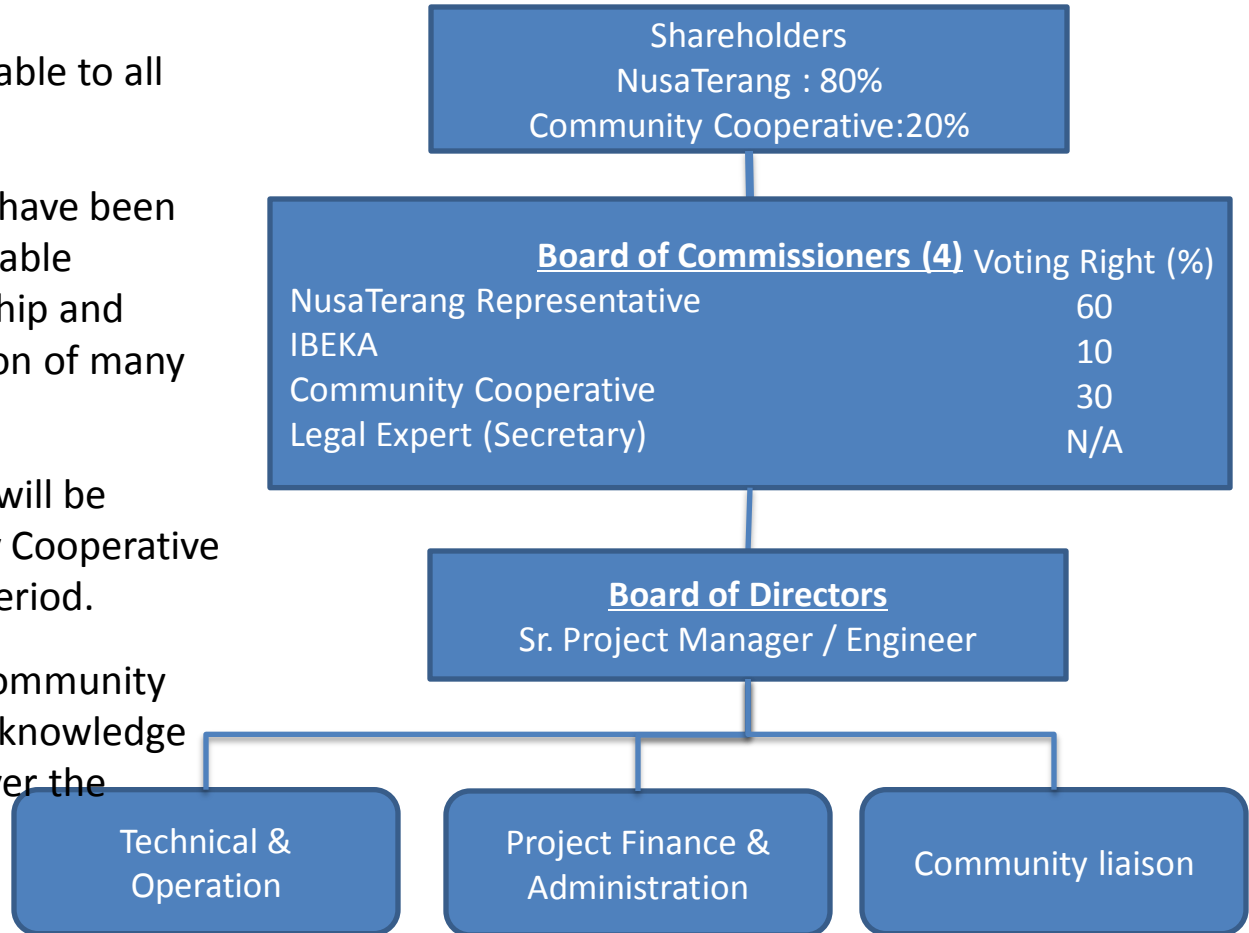 able to all
have been
able
hip and
on of many
will be
Cooperative
eriod.
ommunity
knowledge
ver the
Shareholders
NusaTerang : 80%
Community Cooperative:20%
Board of Commissioners (4) Voting Right (%)
NusaTerang Representative 60
IBEKA 10
Community Cooperative 30
Legal Expert (Secretary) N/A
Board of Directors
Sr. Project Manager / Engineer
Technical &
Operation
Project Finance &
Administration
Community liaison